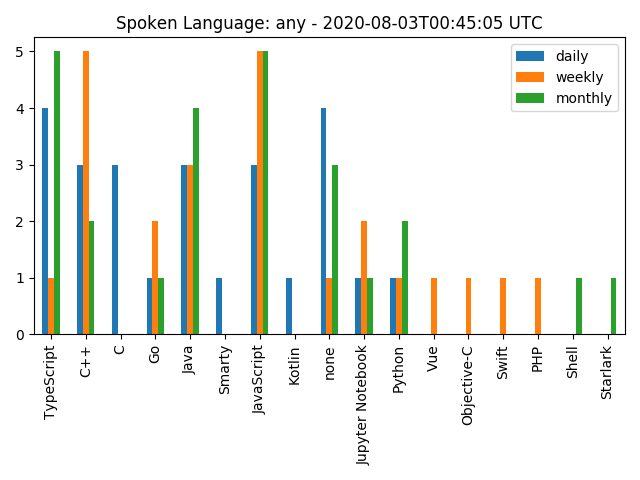 Spoken Language: any - 2020-08-03T00:45:05 UTC
daily
weekly
monthly
5
4
3
2
1
0
TypeScript
C++
C
Go
Java
Smarty
JavaScript
Kotlin
none
Jupyter Notebook
Python
Vue
Objective-C
Swift
PHP
Shell
Starlark